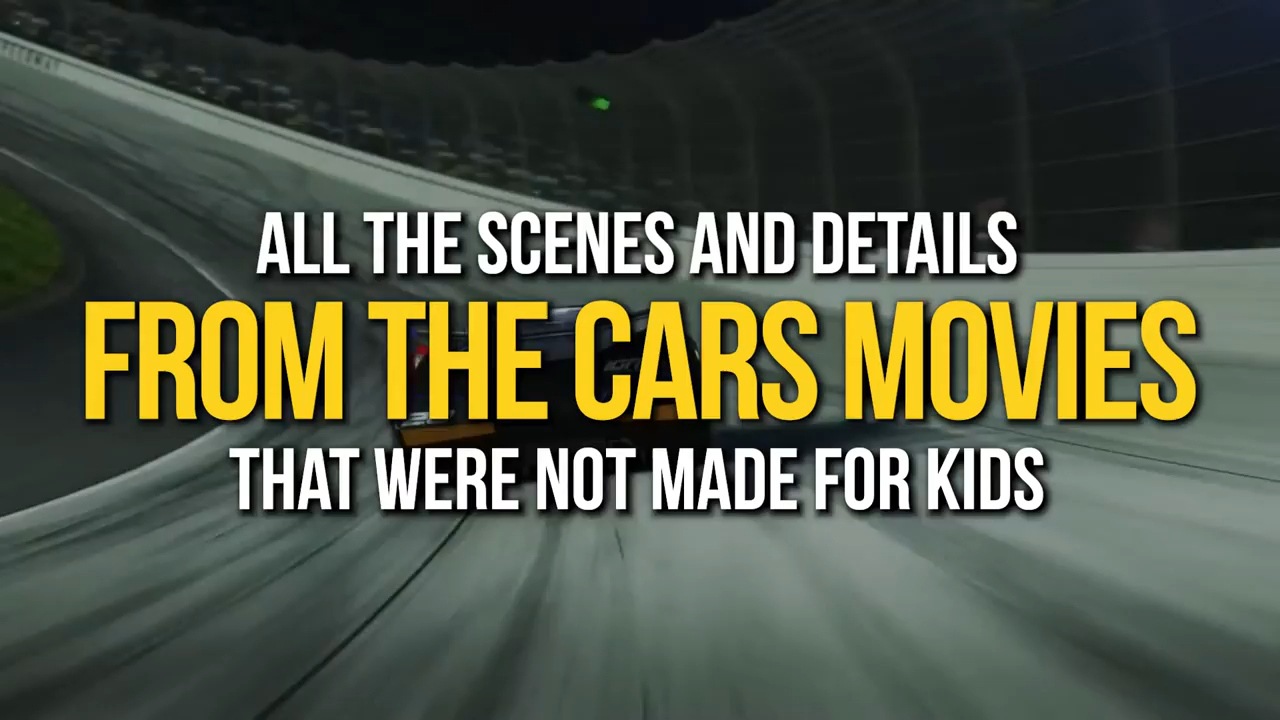 ALL THE SCENES AND DETAILS
FROM THE CARS MOVIES
THAT WERE NOT MADE FOR KIDS